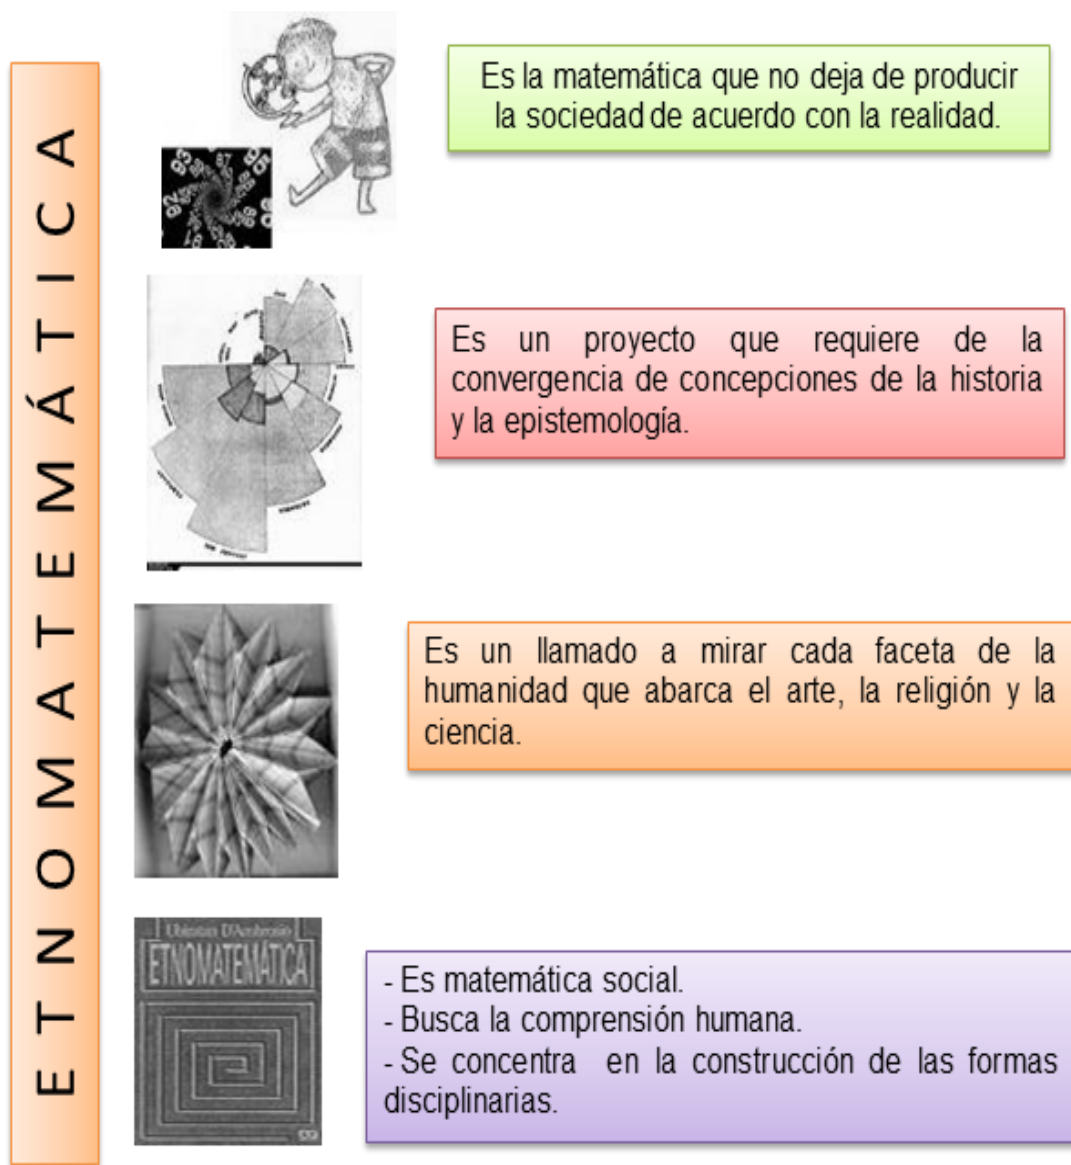 ETNOMATEMÁTICA
Es la matemática que no deja de producir
la sociedad de acuerdo con la realidad.
Es un proyecto que requiere de la
convergencia de concepciones de la historia
y la epistemología.
Es un llamado a mirar cada faceta de la
humanidad que abarca el arte, la religión y la
ciencia.
Ubiratan D'Ambrosio
ETNOMATEMÁTICA
- Es matemática social.
- Busca la comprensión humana.
- Se concentra en la construcción de las formas
disciplinarias.